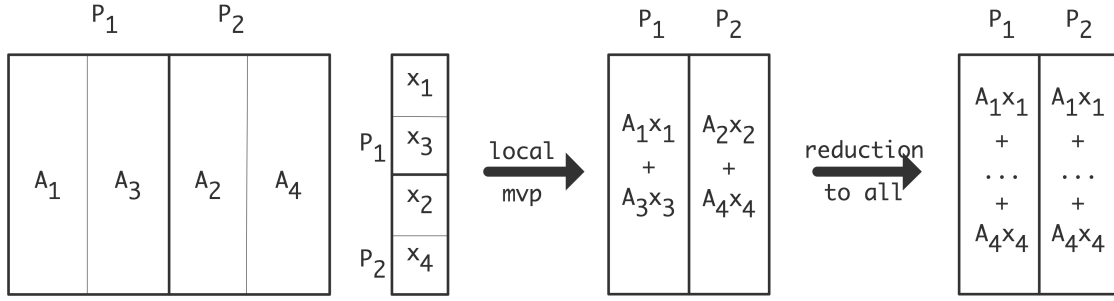 P1 P2
A1 A3 A2 A4
P1
P2
x1
x3
x2
x4
local
mvp
P1 P2
A1x1 A2x2
+ +
A3x3 A4x4
reduction
to all
P1 P2
A1x1 A1x1
+ +
... ...
+ +
A4x4 A4x4